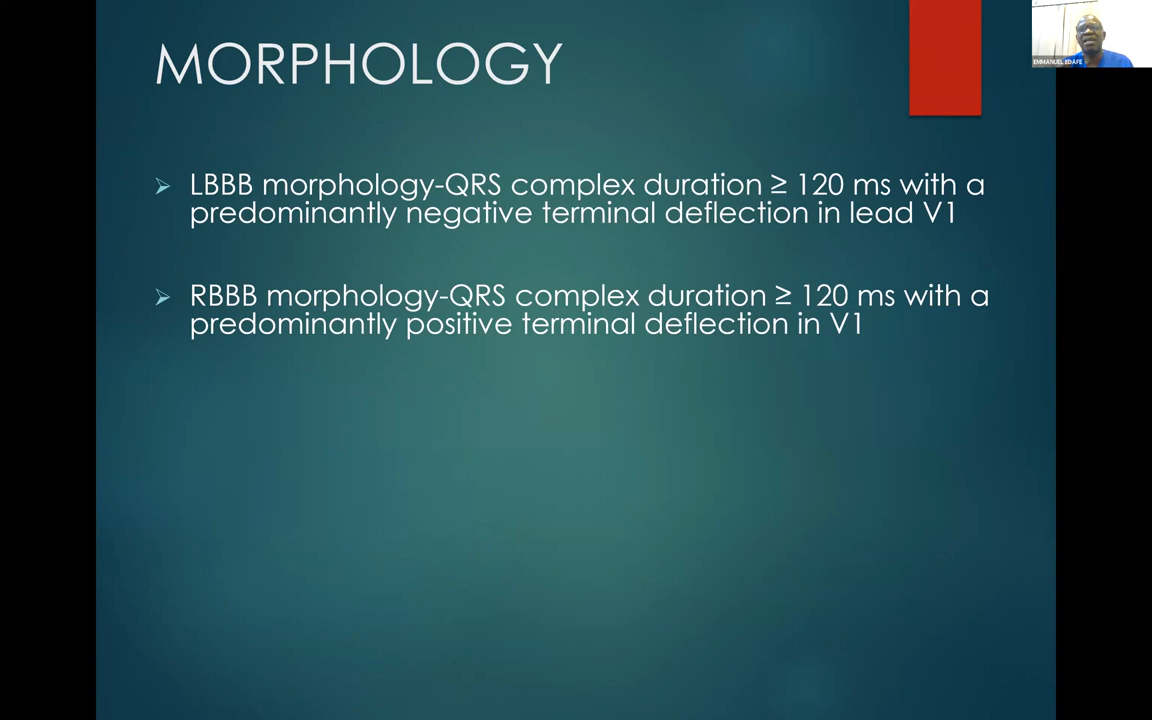 MORPHOLOGY
EMMANUEL EDAFE
LBBB morphology-QRS complex duration ≥ 120 ms with a
predominantly negative terminal deflection in lead V1
RBBB morphology-QRS complex duration ≥ 120 ms with a
predominantly positive terminal deflection in V1